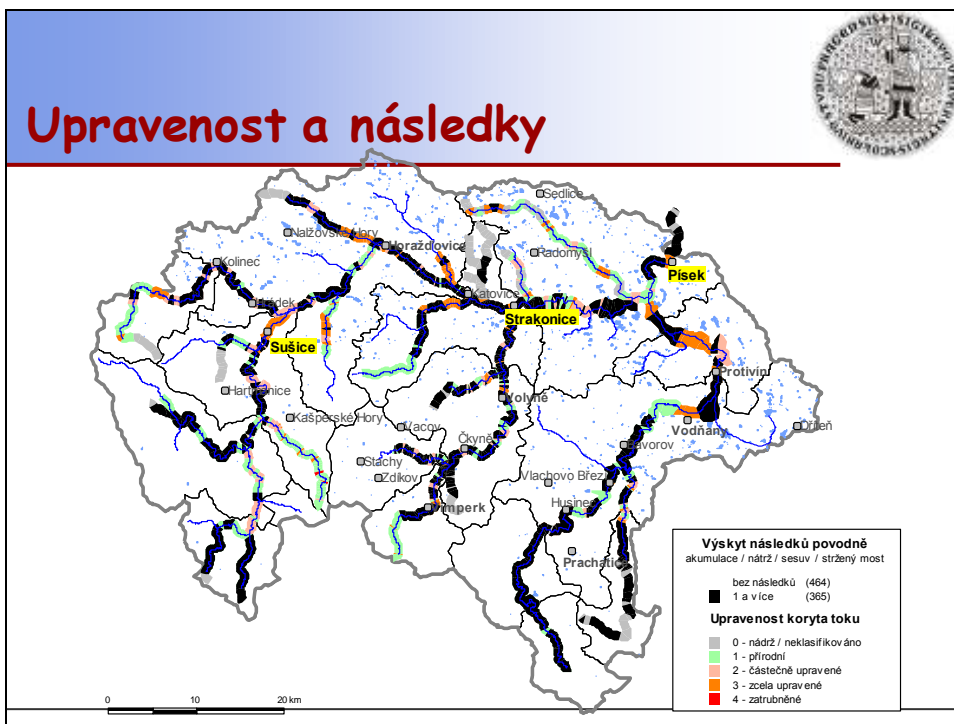 Upravenost a následky
Sedlice
Nalžovské Hory
Horažďovice
Radomyšl
Kolinec
Písek
Katovice
Hrádek
Strakonice
Sušice
Protivín
Hartmanice
Volyně
Kašperské Hory
Vodňany
Vacov
Čkyně
Bavorov
Stachy
Zdíkov
Vlachovo Březí
Vimperk
Husinec
Prachatice
Výskyt následků povodně
akumulace / nátrž / sesuv / stržený most
bez následků (464)
1 a více (365)
Upravenost koryta toku
0 - nádrž / neklasifikováno
1 - přírodní
2 - částečně upravené
3 - zcela upravené
4 - zatrubněné
0 10 20 km